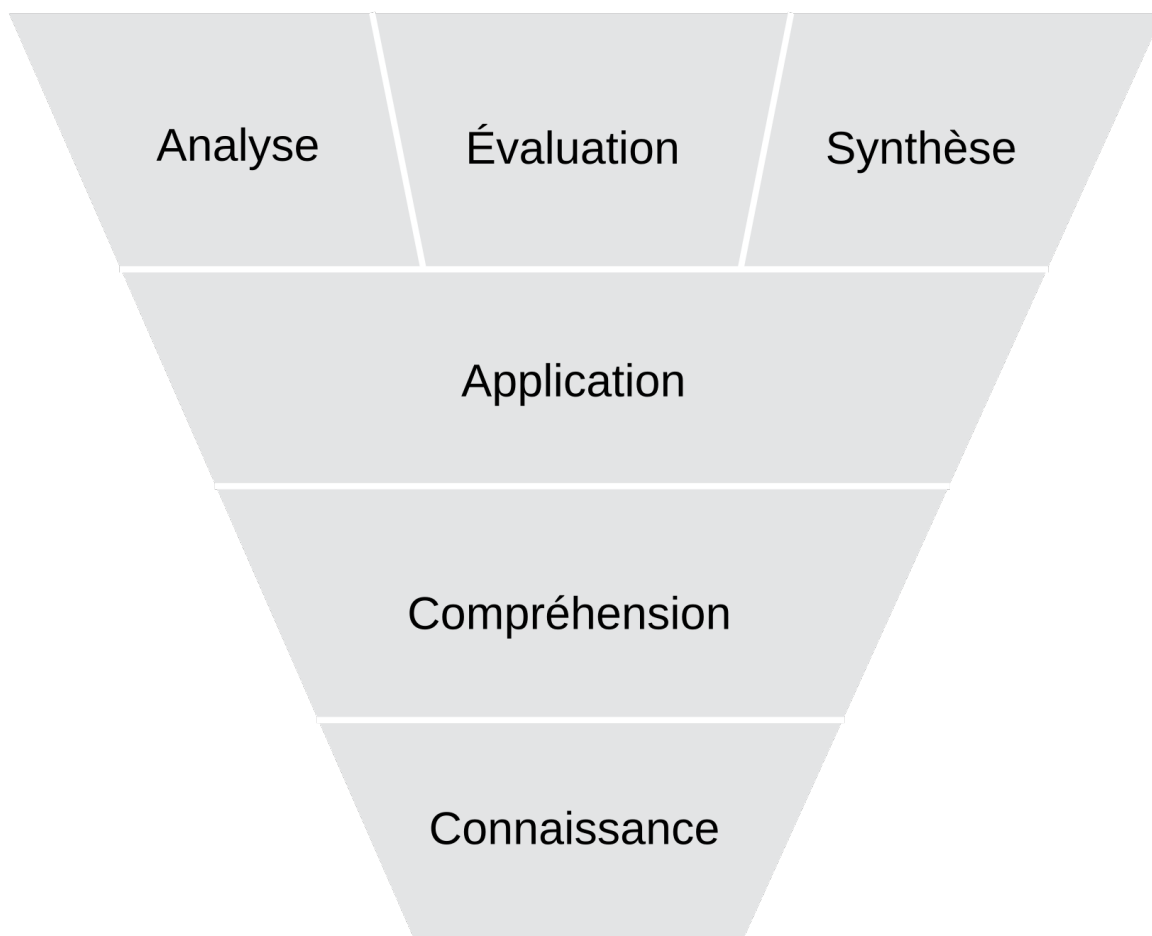 Analyse
Évaluation
Synthèse
Application
Compréhension
Connaissance